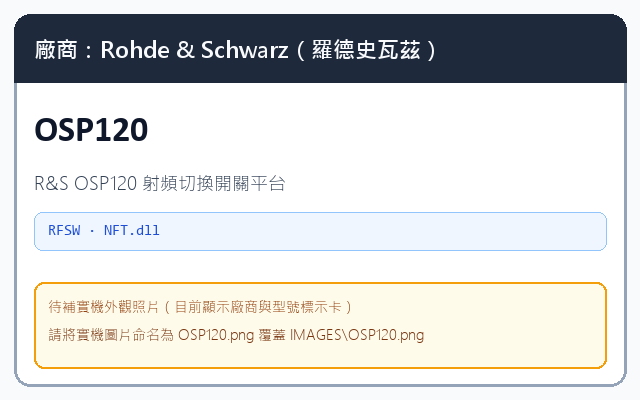 廠商：Rohde & Schwarz（羅德史瓦茲）
OSP120
R&S OSP120 射頻切換開關平台
RFSW · NFT.dll
待補實機外觀照片（目前顯示廠商與型號標示卡）
請將實機圖片命名為 OSP120.png 覆蓋 IMAGES\OSP120.png